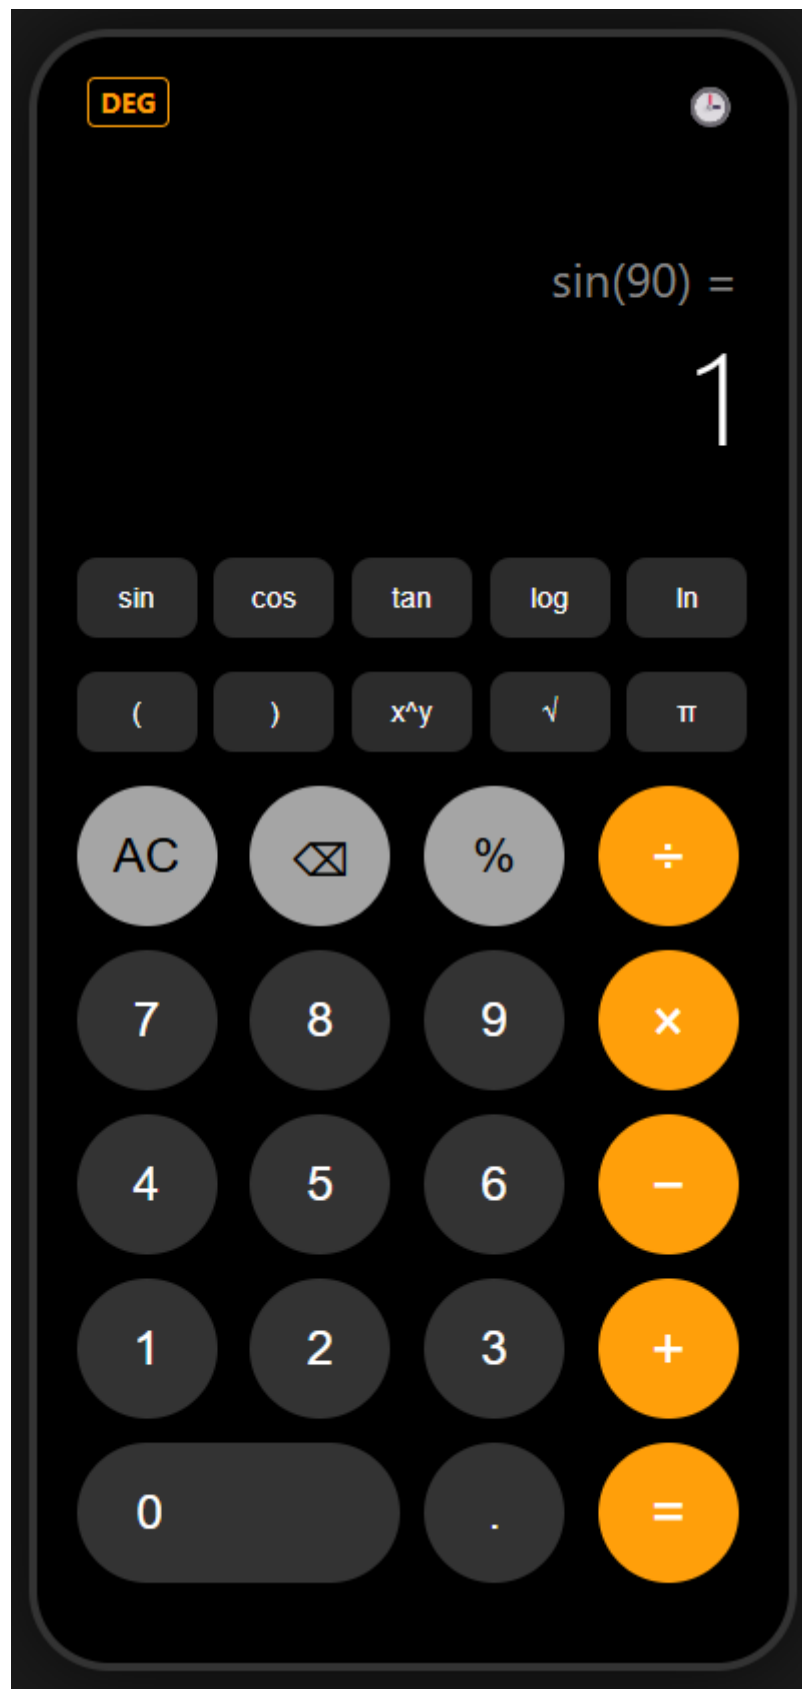 DEG
sin(90) =
1
sin cos tan log ln
( ) x^y √ π
AC ⌫ % ÷
7 8 9 ×
4 5 6 −
1 2 3 +
0 . =